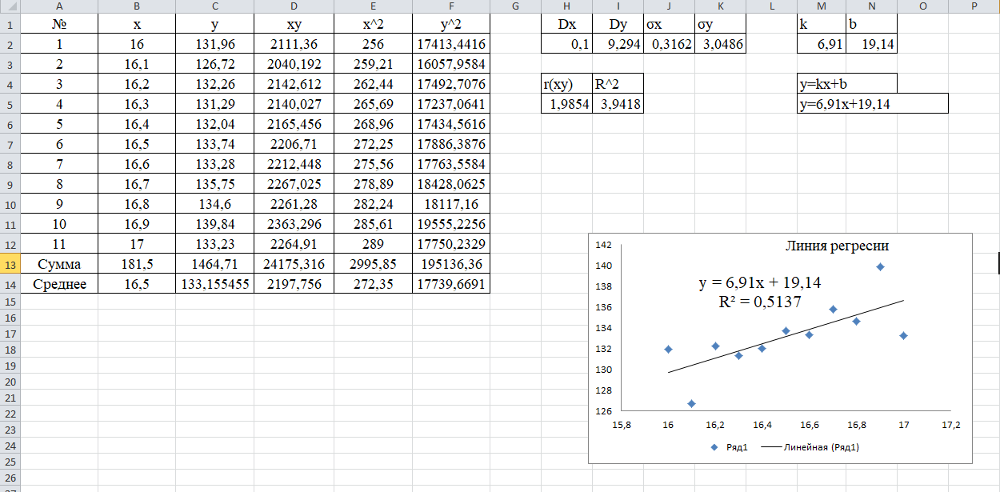 A B C D E F G H I J K L M N O P
1 № x y xy x^2 y^2 Dx Dy σx σy k b
2 1 16 131,96 2111,36 256 17413,4416 0,1 9,294 0,3162 3,0486 6,91 19,14
3 2 16,1 126,72 2040,192 259,21 16057,9584
4 3 16,2 132,26 2142,612 262,44 17492,7076 r(xy) R^2 y=kx+b
5 4 16,3 131,29 2140,027 265,69 17237,0641 1,9854 3,9418 y=6,91x+19,14
6 5 16,4 132,04 2165,456 268,96 17434,5616
7 6 16,5 133,74 2206,71 272,25 17886,3876
8 7 16,6 133,28 2212,448 275,56 17763,5584
9 8 16,7 135,75 2267,025 278,89 18428,0625
10 9 16,8 134,6 2261,28 282,24 18117,16
11 10 16,9 139,84 2363,296 285,61 19555,2256
12 11 17 133,23 2264,91 289 17750,2329
13 Сумма 181,5 1464,71 24175,316 2995,85 195136,36
14 Среднее 16,5 133,155455 2197,756 272,35 17739,6691
15
16
17
18
19
20
21
22
23
24
25
26
27
Линия регресии
y = 6,91x + 19,14
R² = 0,5137
142
140
138
136
134
132
130
128
126
15,8 16 16,2 16,4 16,6 16,8 17 17,2
Ряд1 Линейная (Ряд1)